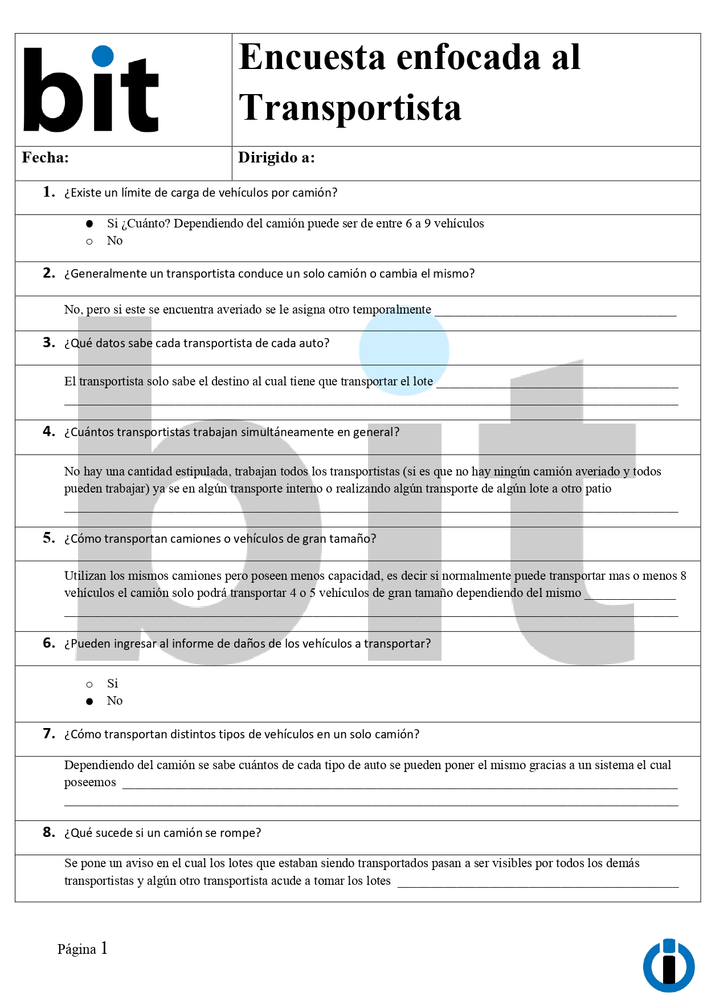 bit
Encuesta enfocada al
Transportista
Fecha:
Dirigido a:
1. ¿Existe un límite de carga de vehículos por camión?
● Si ¿Cuánto? Dependiendo del camión puede ser de entre 6 a 9 vehículos
○ No
2. ¿Generalmente un transportista conduce un solo camión o cambia el mismo?
No, pero si este se encuentra averiado se le asigna otro temporalmente
3. ¿Qué datos sabe cada transportista de cada auto?
El transportista solo sabe el destino al cual tiene que transportar el lote
4. ¿Cuántos transportistas trabajan simultáneamente en general?
No hay una cantidad estipulada, trabajan todos los transportistas (si es que no hay ningún camión averiado y todos
pueden trabajar) ya se en algún transporte interno o realizando algún transporte de algún lote a otro patio
5. ¿Cómo transportan camiones o vehículos de gran tamaño?
Utilizan los mismos camiones pero poseen menos capacidad, es decir si normalmente puede transportar mas o menos 8
vehículos el camión solo podrá transportar 4 o 5 vehículos de gran tamaño dependiendo del mismo
6. ¿Pueden ingresar al informe de daños de los vehículos a transportar?
○ Si
● No
7. ¿Cómo transportan distintos tipos de vehículos en un solo camión?
Dependiendo del camión se sabe cuántos de cada tipo de auto se pueden poner el mismo gracias a un sistema el cual
poseemos
8. ¿Qué sucede si un camión se rompe?
Se pone un aviso en el cual los lotes que estaban siendo transportados pasan a ser visibles por todos los demás
transportistas y algún otro transportista acude a tomar los lotes
Página 1
bit